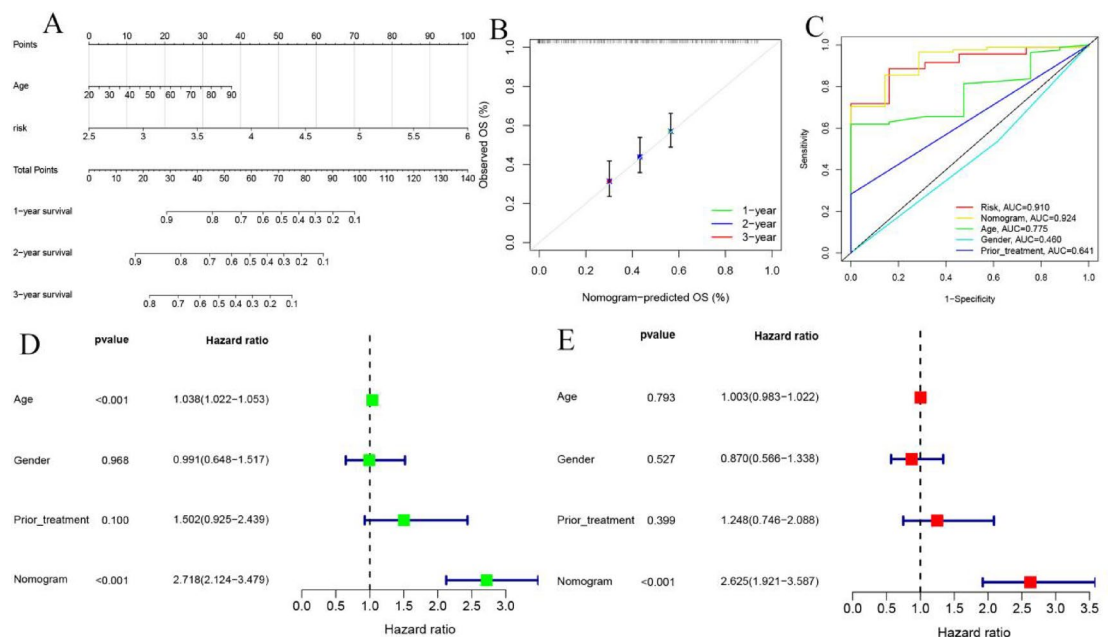 A
Points
0 10 20 30 40 50 60 70 80 90 100
Age
20 30 40 50 60 70 80 90
risk
2.5 3 3.5 4 4.5 5 5.5 6
Total Points
0 10 20 30 40 50 60 70 80 90 100 110 120 130 140
1-year survival
0.9 0.8 0.7 0.6 0.5 0.4 0.3 0.2 0.1
2-year survival
0.9 0.8 0.7 0.6 0.5 0.4 0.3 0.2 0.1
3-year survival
0.8 0.7 0.6 0.5 0.4 0.3 0.2 0.1
B
Observed OS (%)
1.0
0.8
0.6
0.4
0.2
0.0
1-year
2-year
3-year
0.0 0.2 0.4 0.6 0.8 1.0
Nomogram-predicted OS (%)
C
Sensitivity
1.0
0.8
0.6
0.4
0.2
0.0
Risk, AUC=0.910
Nomogram, AUC=0.924
Age, AUC=0.775
Gender, AUC=0.460
Prior_treatment, AUC=0.641
0.0 0.2 0.4 0.6 0.8 1.0
1-Specificity
D
pvalue Hazard ratio
Age <0.001 1.038(1.022-1.053)
Gender 0.968 0.991(0.648-1.517)
Prior_treatment 0.100 1.502(0.925-2.439)
Nomogram <0.001 2.718(2.124-3.479)
0.0 0.5 1.0 1.5 2.0 2.5 3.0
Hazard ratio
E
pvalue Hazard ratio
Age 0.793 1.003(0.983-1.022)
Gender 0.527 0.870(0.566-1.338)
Prior_treatment 0.399 1.248(0.746-2.088)
Nomogram <0.001 2.625(1.921-3.587)
0.0 0.5 1.0 1.5 2.0 2.5 3.0 3.5
Hazard ratio